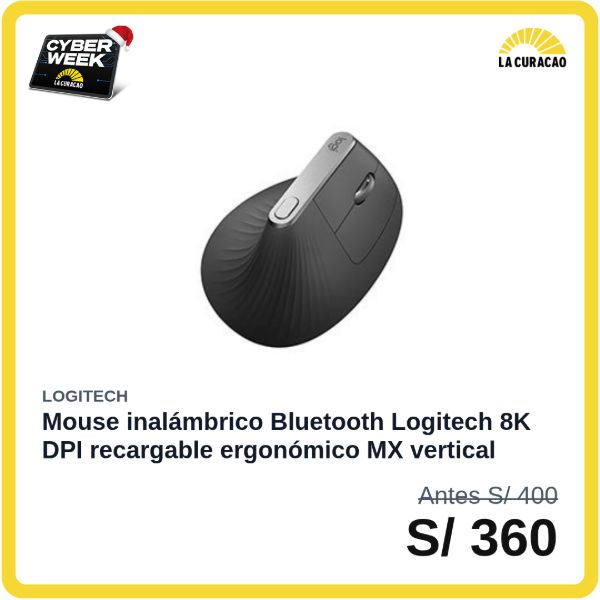 CYBER
WEEK
LA CURACAO
LA CURACAO
logi
LOGITECH
Mouse inalámbrico Bluetooth Logitech 8K
DPI recargable ergonómico MX vertical
Antes S/ 400
S/ 360